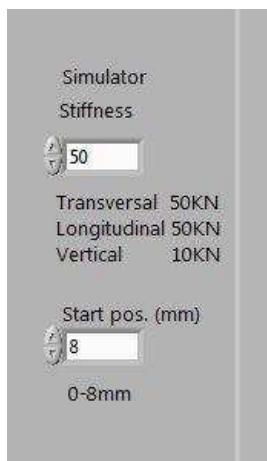 Simulator
Stiffness
50
Transversal 50KN
Longitudinal 50KN
Vertical 10KN
Start pos. (mm)
8
0-8mm